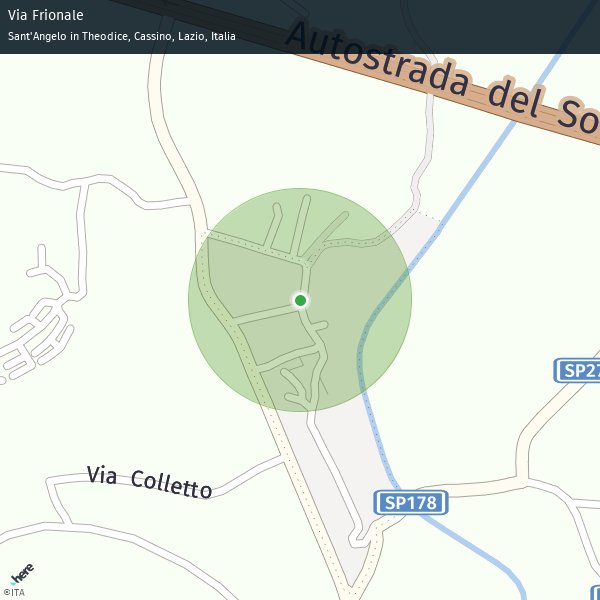 Via Frionale
Sant'Angelo in Theodice, Cassino, Lazio, Italia
Autostrada del So
SP27
Via Colletto
SP178
here
©ITA